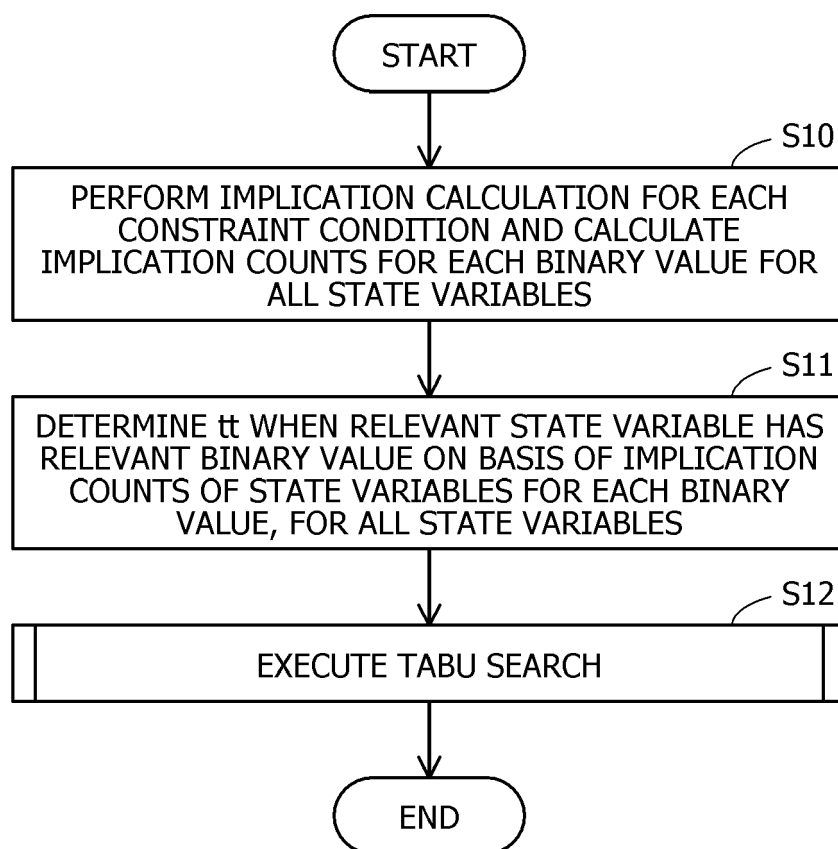 START
S10
PERFORM IMPLICATION CALCULATION FOR EACH
CONSTRAINT CONDITION AND CALCULATE
IMPLICATION COUNTS FOR EACH BINARY VALUE FOR
ALL STATE VARIABLES
S11
DETERMINE tt WHEN RELEVANT STATE VARIABLE HAS
RELEVANT BINARY VALUE ON BASIS OF IMPLICATION
COUNTS OF STATE VARIABLES FOR EACH BINARY
VALUE, FOR ALL STATE VARIABLES
S12
EXECUTE TABU SEARCH
END